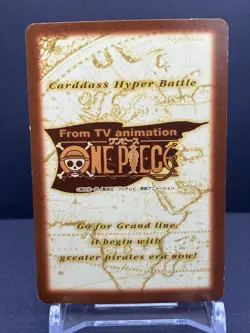 Carddass Hyper Battle
From TV animation
ワンピース
ONE PIECE
Go for Grand line,
it begin with
greater pirates era now!